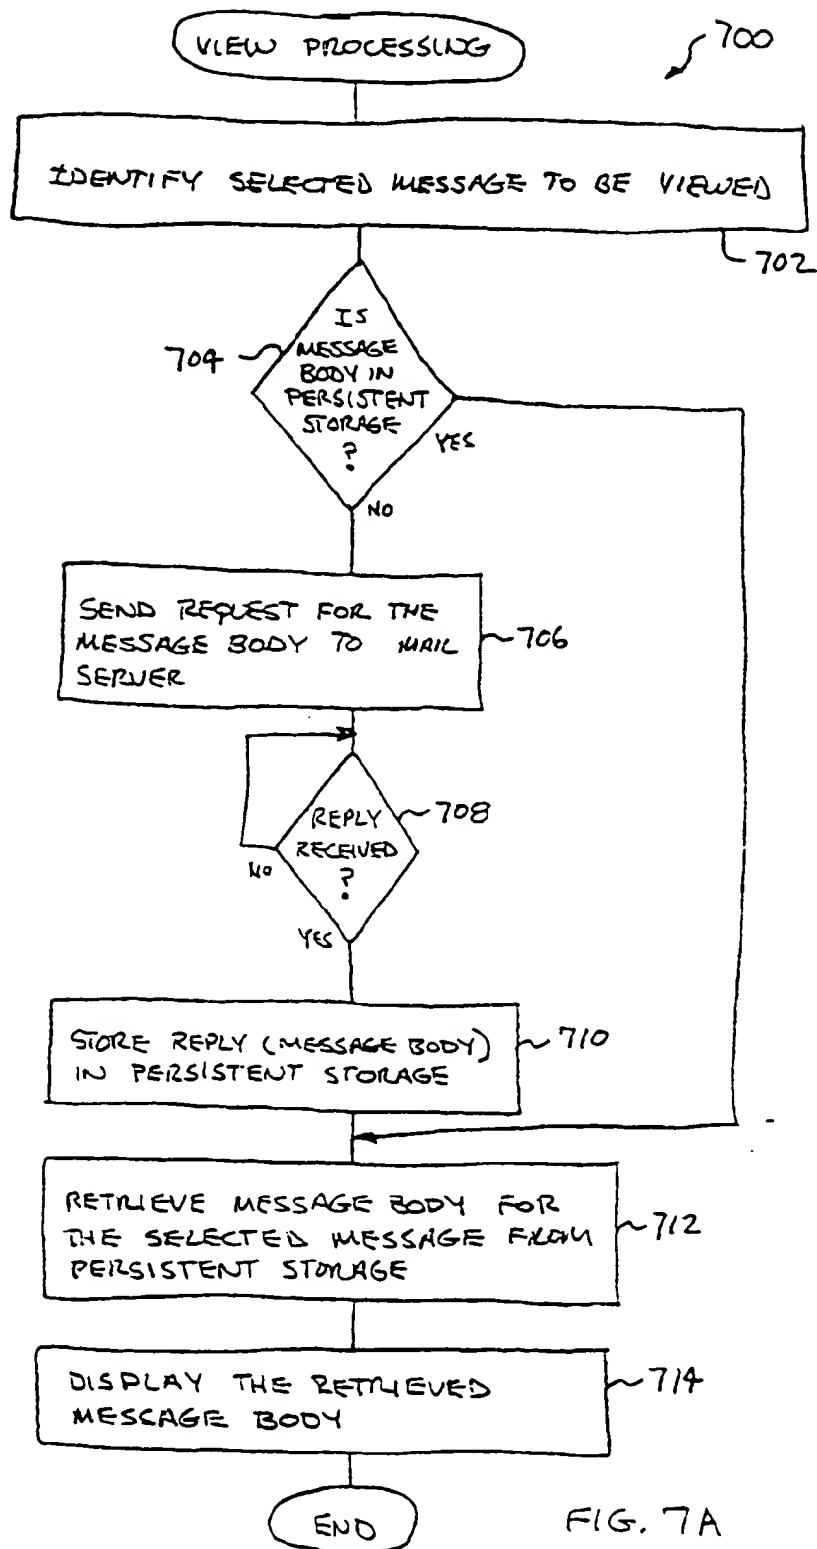 VIEW PROCESSING
700
IDENTIFY SELECTED MESSAGE TO BE VIEWED
702
IS
MESSAGE
BODY IN
PERSISTENT
STORAGE
?
704
YES
NO
SEND REQUEST FOR THE
MESSAGE BODY TO MAIL
SERVER
706
REPLY
RECEIVED
?
708
NO
YES
STORE REPLY (MESSAGE BODY)
IN PERSISTENT STORAGE
710
RETRIEVE MESSAGE BODY FOR
THE SELECTED MESSAGE FROM
PERSISTENT STORAGE
712
DISPLAY THE RETRIEVED
MESSAGE BODY
714
END
FIG. 7A